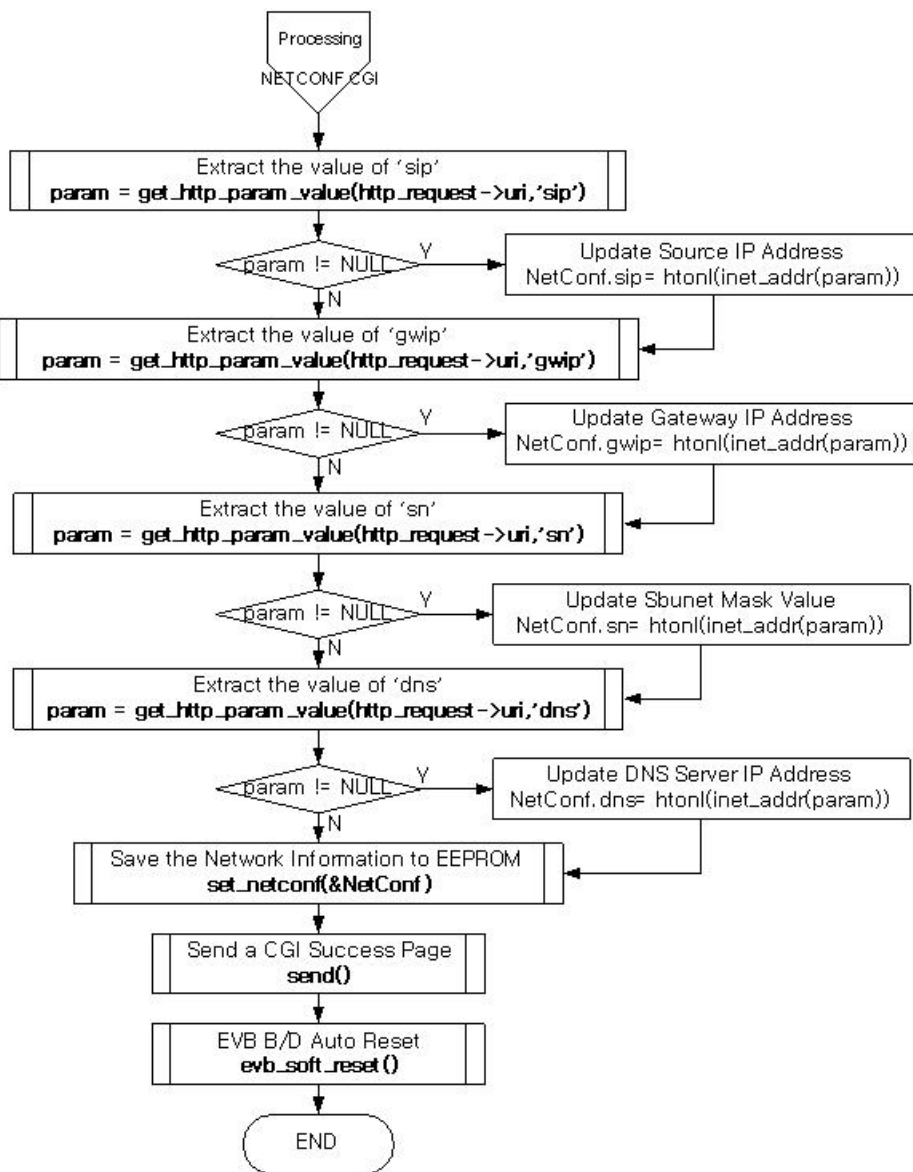 Processing
NETCONF.CGI
Extract the value of 'sip'
param = get_http_param_value(http_request->uri,'sip')
param != NULL
Y
Update Source IP Address
NetConf.sip= htonl(inet_addr(param))
N
Extract the value of 'gwip'
param = get_http_param_value(http_request->uri,'gwip')
param != NULL
Y
Update Gateway IP Address
NetConf.gwip= htonl(inet_addr(param))
N
Extract the value of 'sn'
param = get_http_param_value(http_request->uri,'sn')
param != NULL
Y
Update Sbunet Mask Value
NetConf.sn= htonl(inet_addr(param))
N
Extract the value of 'dns'
param = get_http_param_value(http_request->uri,'dns')
param != NULL
Y
Update DNS Server IP Address
NetConf.dns= htonl(inet_addr(param))
N
Save the Network Information to EEPROM
set_netconf(&NetConf)
Send a CGI Success Page
send()
EVB B/D Auto Reset
evb_soft_reset()
END